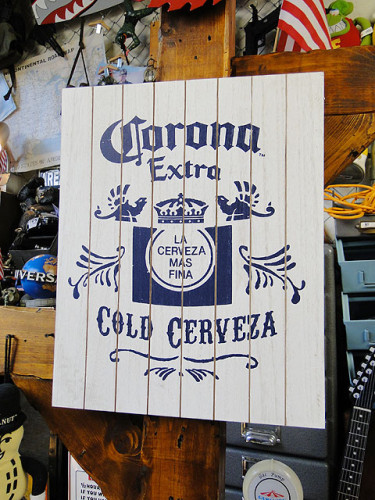 Corona
Extra
LA
CERVEZA
MAS
FINA
COLD CERVEZA